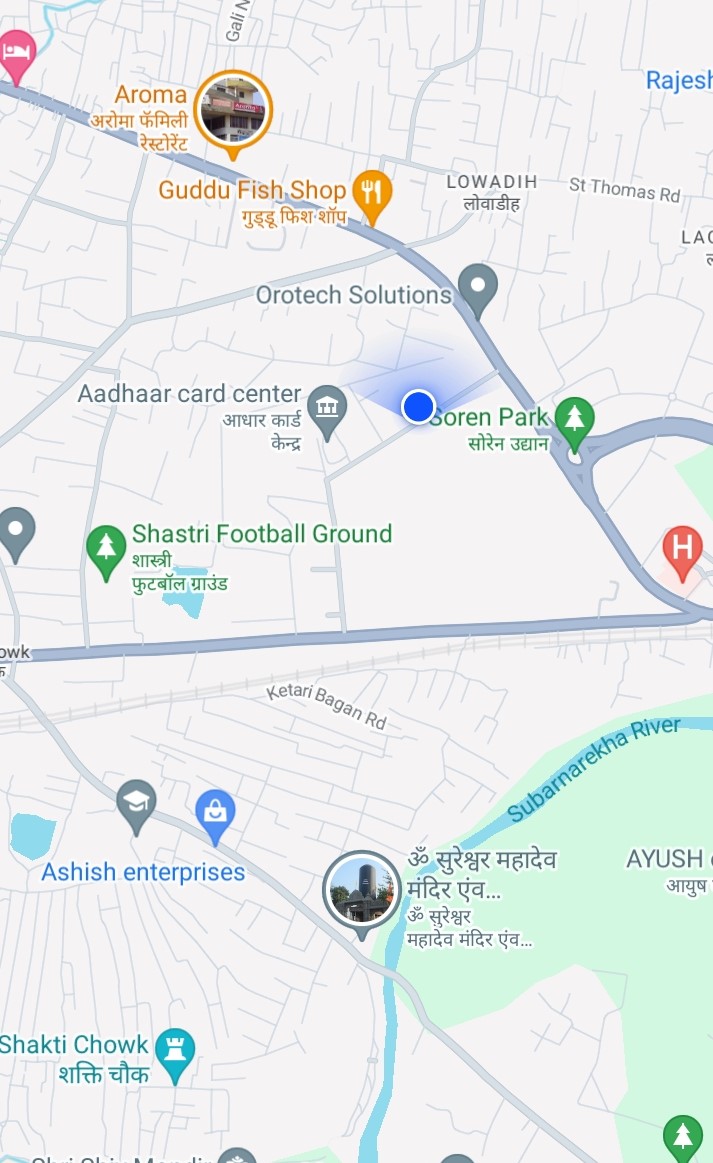 Gali N
Aroma
अरोमा फॅमिली
रेस्टोरेंट
Rajesh
Guddu Fish Shop
गुड्डू फिश शॉप
LOWADIH
लोवाडीह
St Thomas Rd
LAC
Orotech Solutions
Aadhaar card center
आधार कार्ड
केन्द्र
Soren Park
सोरेन उद्यान
Shastri Football Ground
शास्त्री
फुटबॉल ग्राउंड
H
owk
क
Ketari Bagan Rd
Subarnarekha River
Ashish enterprises
ॐ सुरेश्वर महादेव
मंदिर एंव...
ॐ सुरेश्वर
महादेव मंदिर एंव...
AYUSH
आयुष
Shakti Chowk
शक्ति चौक
Shri Shiv Mandir